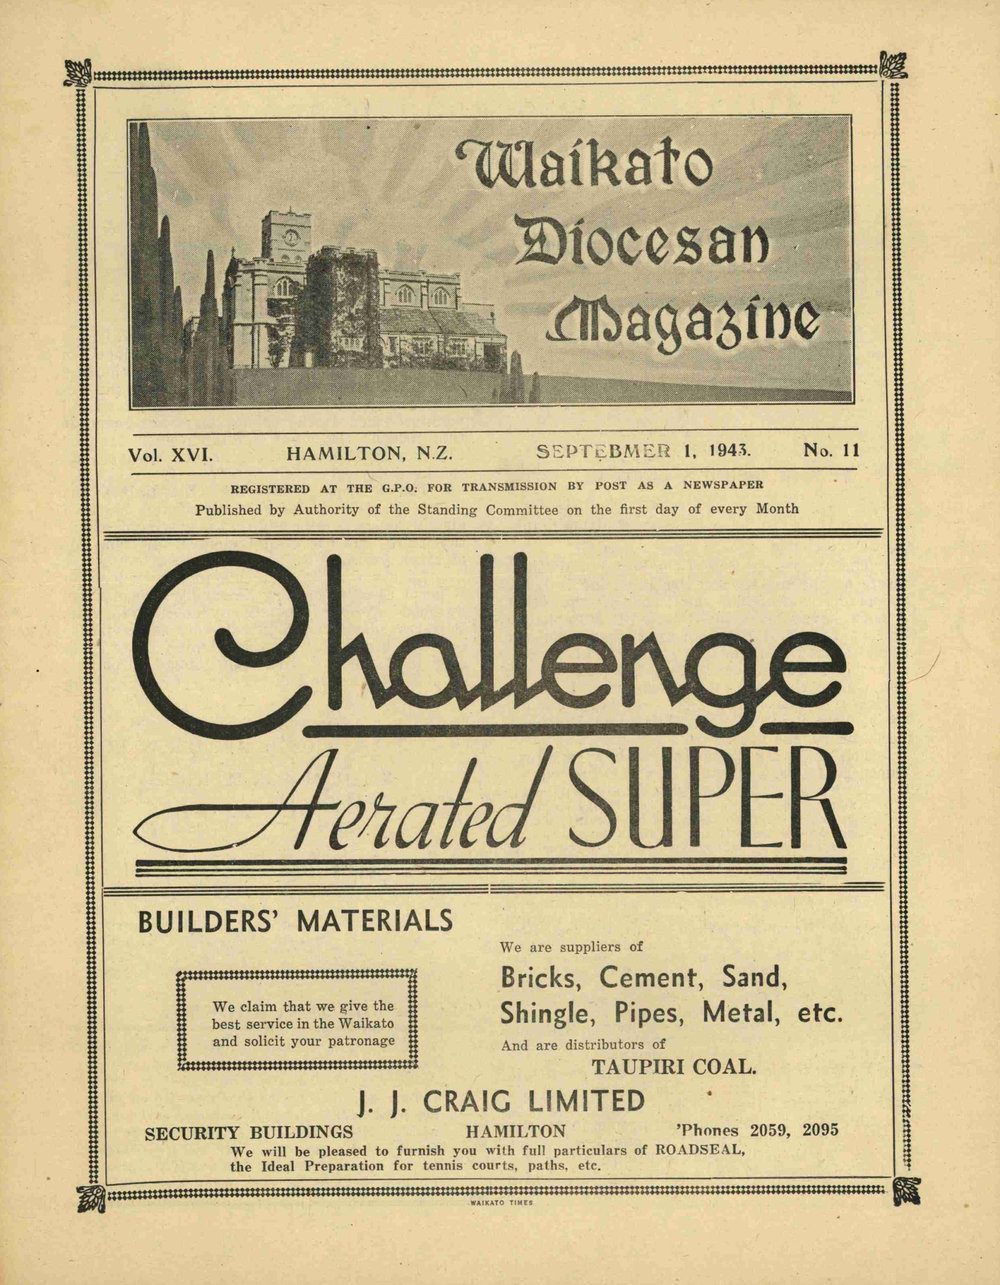 Waikato
Diocesan
Magazine
Vol. XVI. HAMILTON, N.Z. SEPTEBMER 1, 1943. No. 11
REGISTERED AT THE G.P.O. FOR TRANSMISSION BY POST AS A NEWSPAPER
Published by Authority of the Standing Committee on the first day of every Month
Challenge
Aerated SUPER
BUILDERS' MATERIALS
We claim that we give the
best service in the Waikato
and solicit your patronage
We are suppliers of
Bricks, Cement, Sand,
Shingle, Pipes, Metal, etc.
And are distributors of
TAUPIRI COAL.
J. J. CRAIG LIMITED
SECURITY BUILDINGS HAMILTON 'Phones 2059, 2095
We will be pleased to furnish you with full particulars of ROADSEAL,
the Ideal Preparation for tennis courts, paths, etc.
WAIKATO TIMES